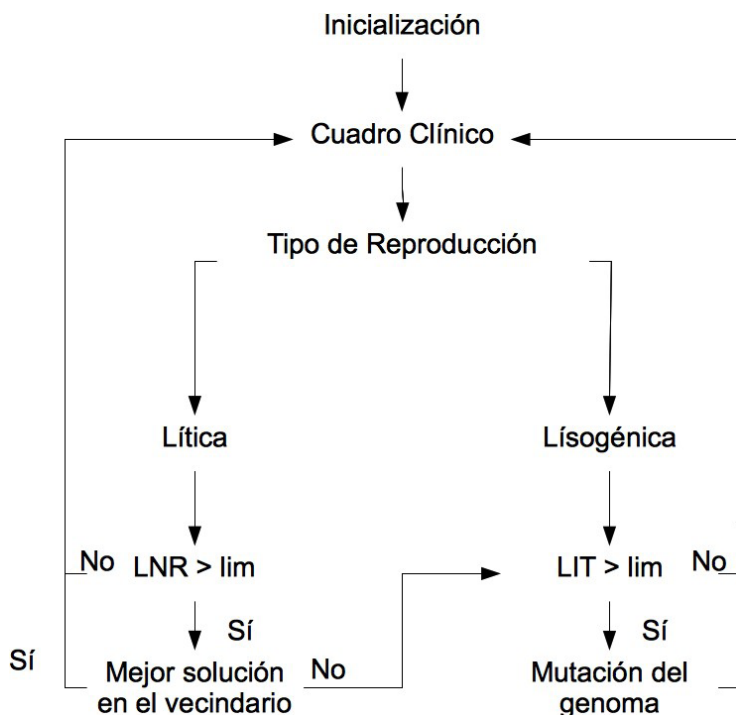 Inicialización
Cuadro Clínico
Tipo de Reproducción
Lítica
Lísogénica
No
LNR > lim
LIT > lim
No
Sí
Sí
Sí
Mejor solución
en el vecindario
No
Mutación del
genoma